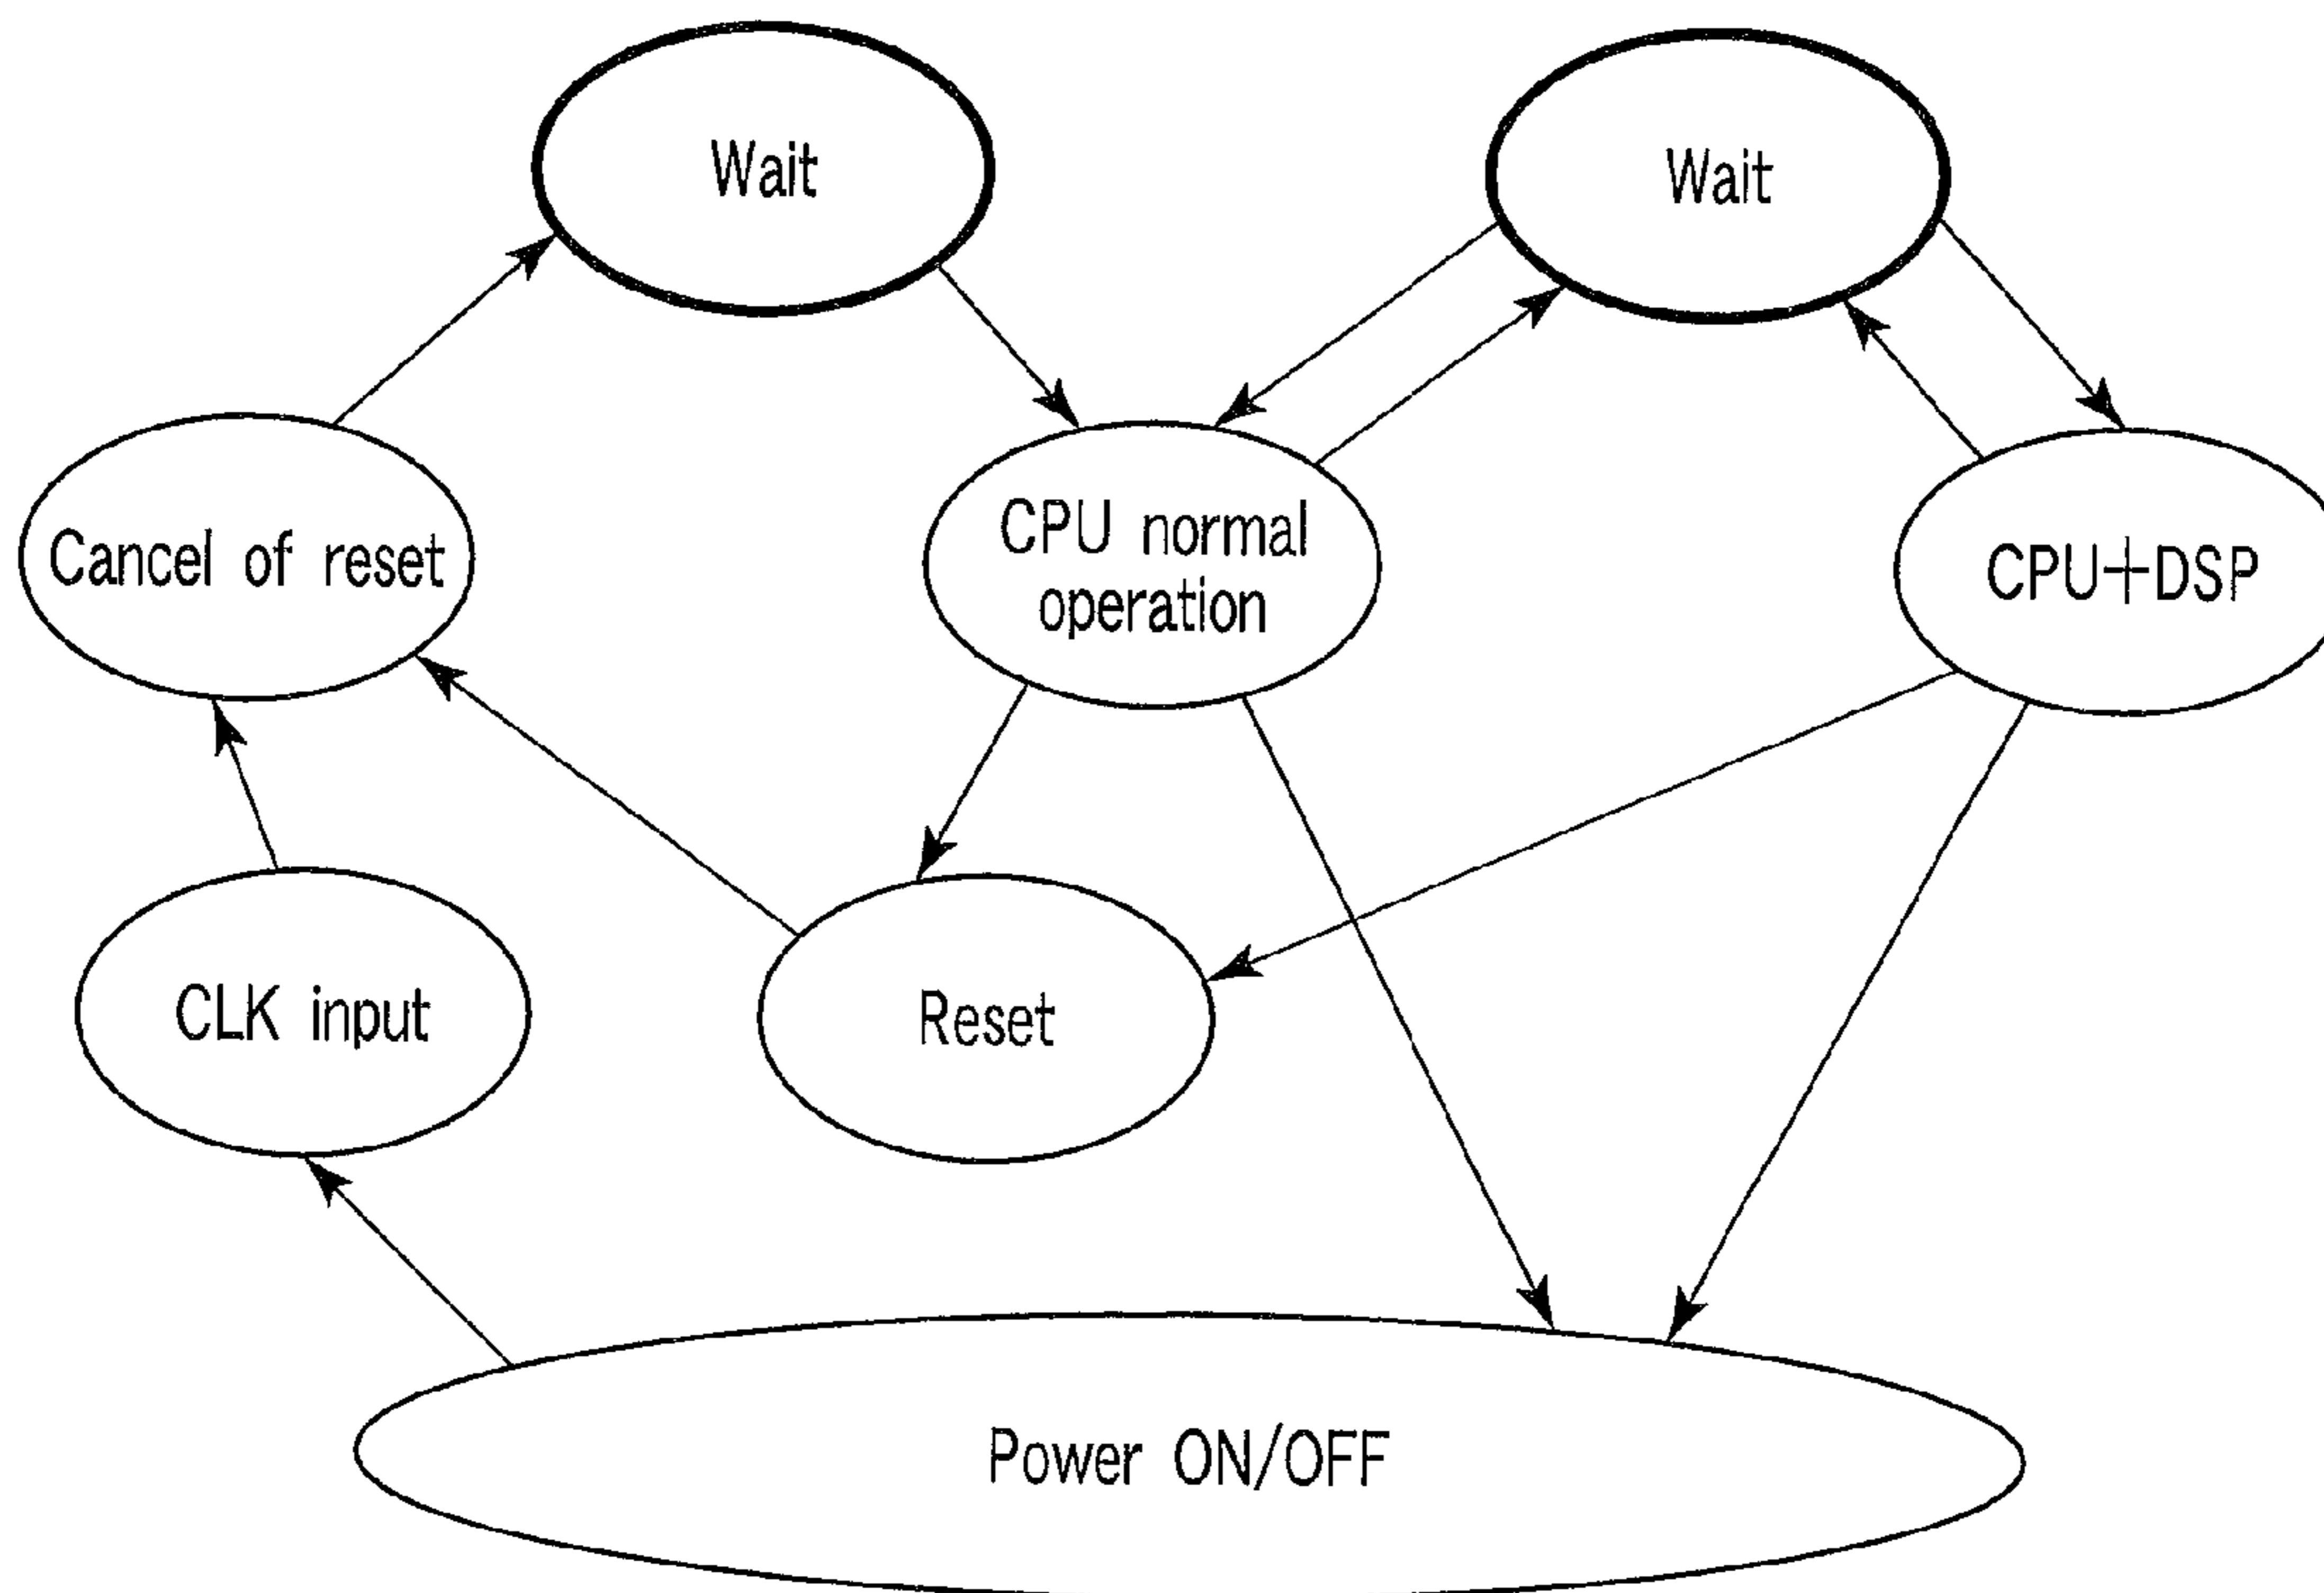 Wait
Wait
Cancel of reset
CPU normal
operation
CPU+DSP
CLK input
Reset
Power ON/OFF